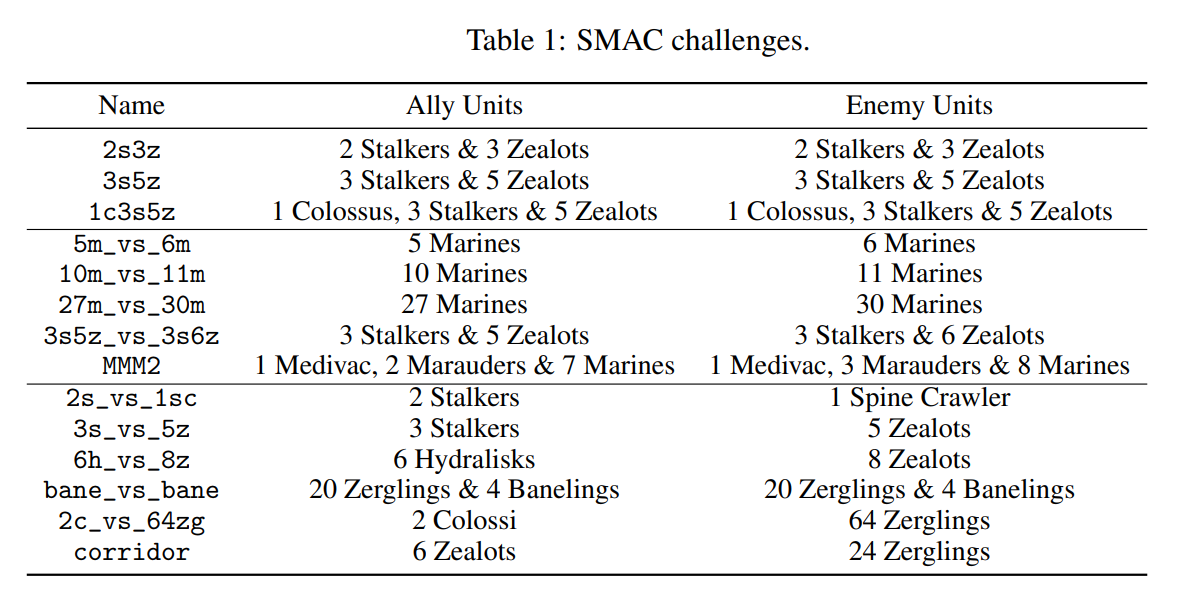 Table 1: SMAC challenges.
Name Ally Units Enemy Units
2s3z 2 Stalkers & 3 Zealots 2 Stalkers & 3 Zealots
3s5z 3 Stalkers & 5 Zealots 3 Stalkers & 5 Zealots
1c3s5z 1 Colossus, 3 Stalkers & 5 Zealots 1 Colossus, 3 Stalkers & 5 Zealots
5m_vs_6m 5 Marines 6 Marines
10m_vs_11m 10 Marines 11 Marines
27m_vs_30m 27 Marines 30 Marines
3s5z_vs_3s6z 3 Stalkers & 5 Zealots 3 Stalkers & 6 Zealots
MMM2 1 Medivac, 2 Marauders & 7 Marines 1 Medivac, 3 Marauders & 8 Marines
2s_vs_1sc 2 Stalkers 1 Spine Crawler
3s_vs_5z 3 Stalkers 5 Zealots
6h_vs_8z 6 Hydralisks 8 Zealots
bane_vs_bane 20 Zerglings & 4 Banelings 20 Zerglings & 4 Banelings
2c_vs_64zg 2 Colossi 64 Zerglings
corridor 6 Zealots 24 Zerglings